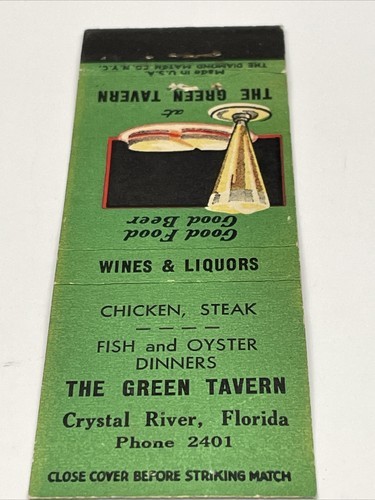 Made in U.S.A.
THE DIAMOND MATCH CO. N.Y.C.
Good Food
Good Beer
at
THE GREEN TAVERN
WINES & LIQUORS
CHICKEN, STEAK
— — — —
FISH and OYSTER
DINNERS
THE GREEN TAVERN
Crystal River, Florida
Phone 2401
CLOSE COVER BEFORE STRIKING MATCH